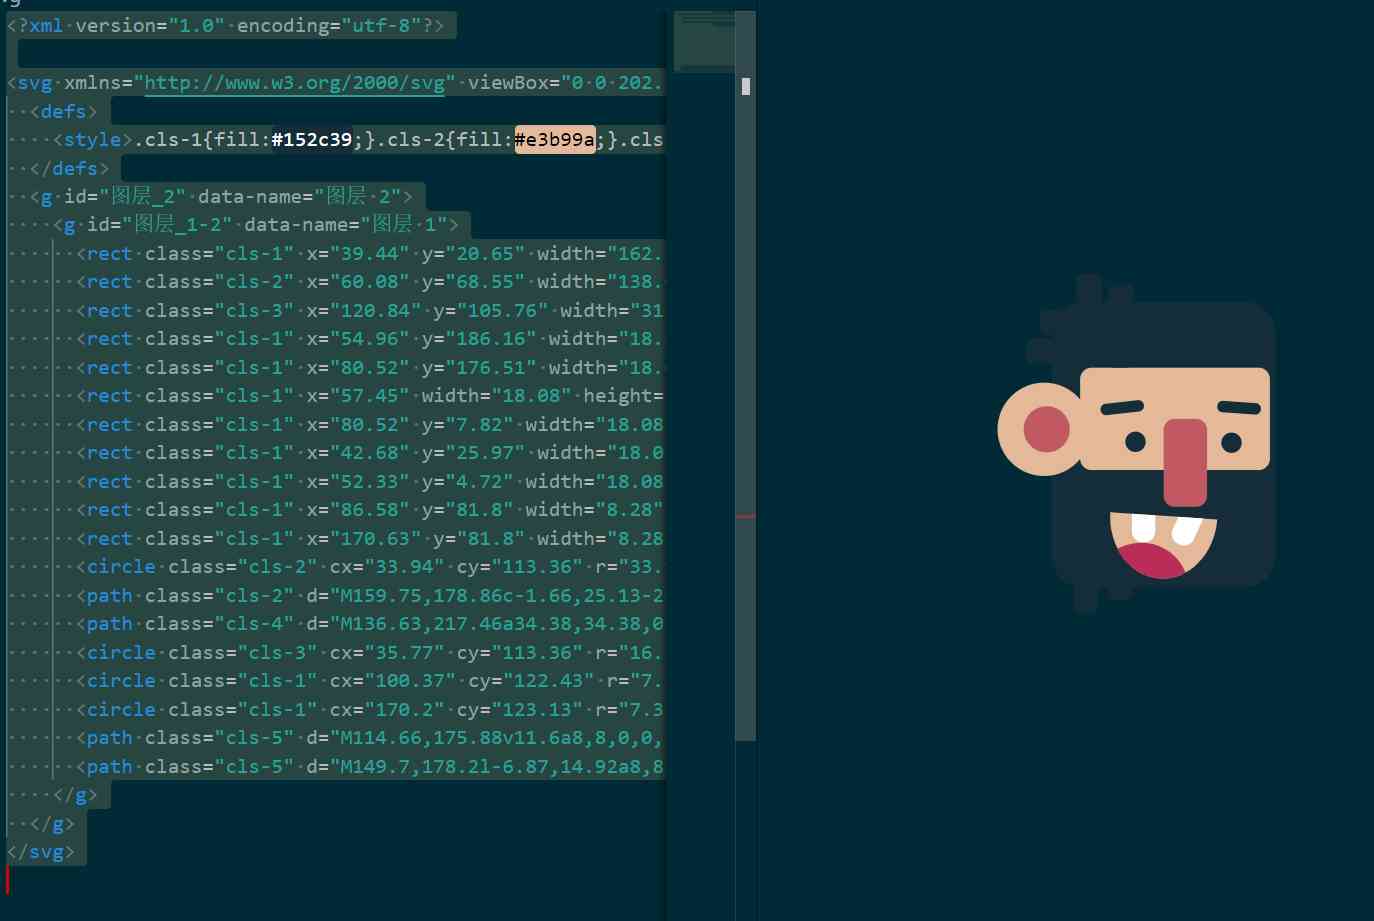 <?xml version="1.0" encoding="utf-8"?>
<svg xmlns="http://www.w3.org/2000/svg" viewBox="0 0 202.
<defs>
<style>.cls-1{fill:#152c39;}.cls-2{fill:#e3b99a;}.cls
</defs>
<g id="图层_2" data-name="图层 2">
<g id="图层_1-2" data-name="图层 1">
<rect class="cls-1" x="39.44" y="20.65" width="162.
<rect class="cls-2" x="60.08" y="68.55" width="138.
<rect class="cls-3" x="120.84" y="105.76" width="31
<rect class="cls-1" x="54.96" y="186.16" width="18.
<rect class="cls-1" x="80.52" y="176.51" width="18.
<rect class="cls-1" x="57.45" width="18.08" height=
<rect class="cls-1" x="80.52" y="7.82" width="18.08
<rect class="cls-1" x="42.68" y="25.97" width="18.0
<rect class="cls-1" x="52.33" y="4.72" width="18.08
<rect class="cls-1" x="86.58" y="81.8" width="8.28"
<rect class="cls-1" x="170.63" y="81.8" width="8.28
<circle class="cls-2" cx="33.94" cy="113.36" r="33.
<path class="cls-2" d="M159.75,178.86c-1.66,25.13-2
<path class="cls-4" d="M136.63,217.46a34.38,34.38,0
<circle class="cls-3" cx="35.77" cy="113.36" r="16.
<circle class="cls-1" cx="100.37" cy="122.43" r="7.
<circle class="cls-1" cx="170.2" cy="123.13" r="7.3
<path class="cls-5" d="M114.66,175.88v11.6a8,8,0,0,
<path class="cls-5" d="M149.7,178.2l-6.87,14.92a8,8
</g>
</g>
</svg>